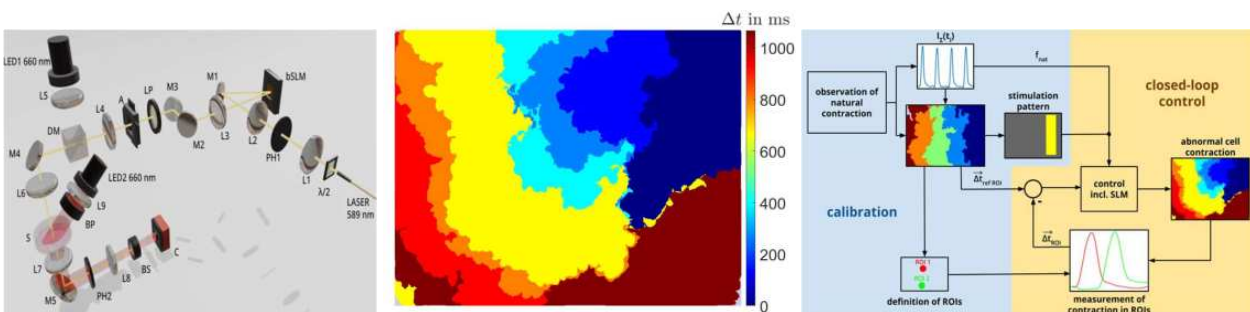 LED1 660 nm
L5
DM
L4
A
LP
M3
M1
bSLM
L3
M2
L2
PH1
L1
λ/2
LASER
589 nm
M4
L6
LED2 660 nm
L9
BP
S
L7
M5
PH2
L8
BS
C
Δt in ms
1000
800
600
400
200
0
I_Σ(t_i)
f_nat
observation of
natural
contraction
stimulation
pattern
closed-loop
control
abnormal cell
contraction
Δt_ref ROI
control
incl. SLM
-
calibration
Δt_ROI
ROI 1
ROI 2
definition of ROIs
measurement of
contraction in ROIs